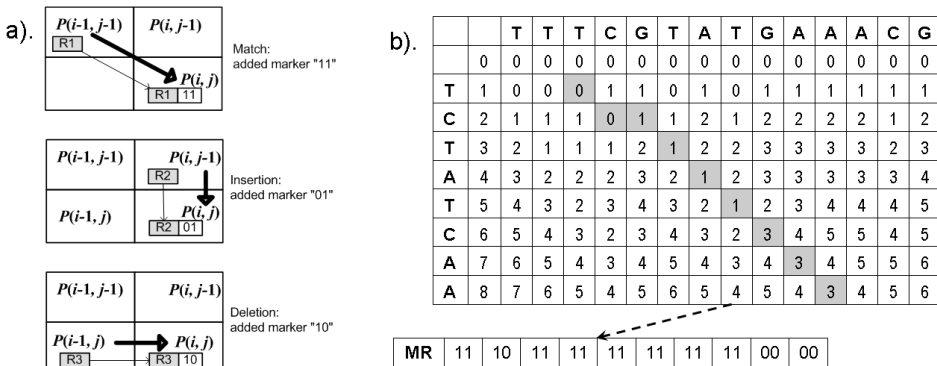 a).
P(i-1, j-1) P(i, j-1)
R1
P(i, j)
R1 11
Match:
added marker "11"
P(i-1, j-1) P(i, j-1)
R2
P(i-1, j) P(i, j)
R2 01
Insertion:
added marker "01"
P(i-1, j-1) P(i, j-1)
P(i-1, j) P(i, j)
R3 R3 10
Deletion:
added marker "10"
b).
T T T C G T A T G A A A C G
0 0 0 0 0 0 0 0 0 0 0 0 0 0 0
T 1 0 0 0 1 1 0 1 0 1 1 1 1 1 1
C 2 1 1 1 0 1 1 2 1 2 2 2 2 1 2
T 3 2 1 1 1 2 1 2 2 3 3 3 3 2 3
A 4 3 2 2 2 3 2 1 2 3 3 3 3 3 4
T 5 4 3 2 3 4 3 2 1 2 3 4 4 4 5
C 6 5 4 3 2 3 4 3 2 3 4 5 5 4 5
A 7 6 5 4 3 4 5 4 3 4 3 4 5 5 6
A 8 7 6 5 4 5 6 5 4 5 4 3 4 5 6
MR 11 10 11 11 11 11 11 11 00 00